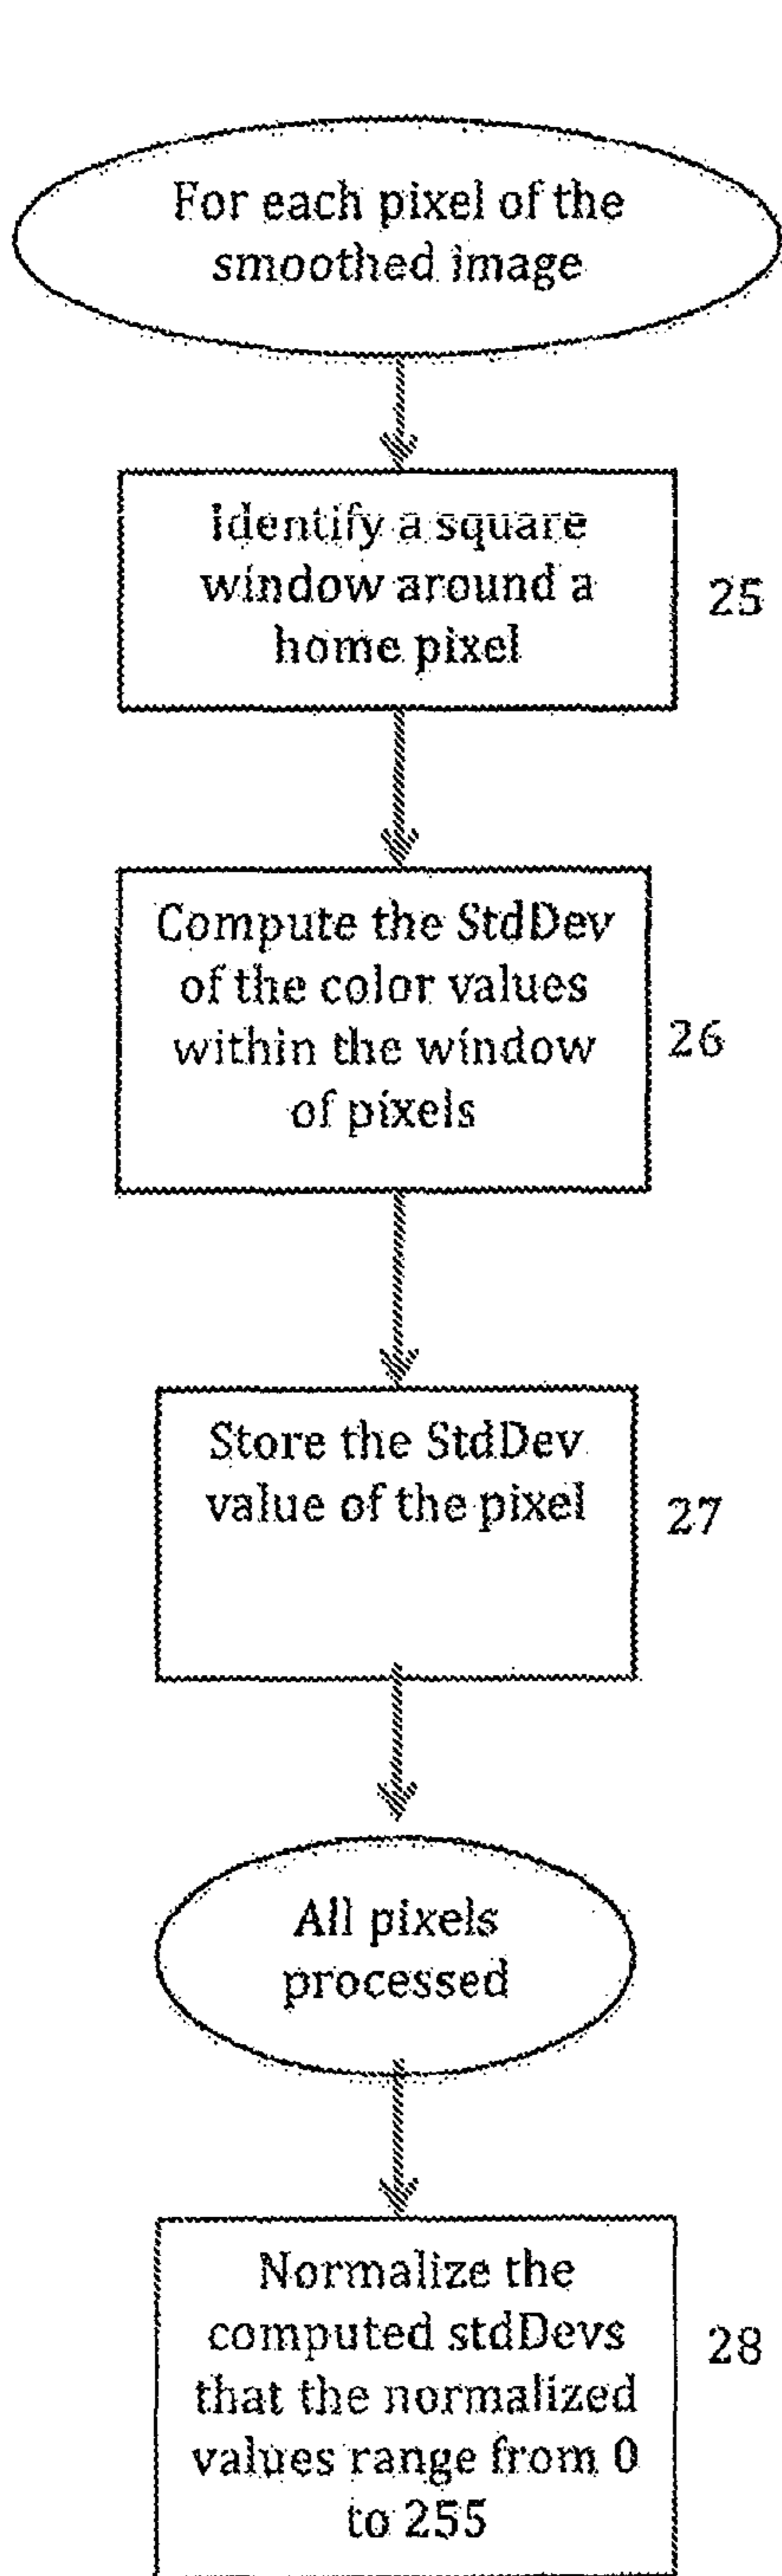 For each pixel of the
smoothed image
Identify a square
window around a
home pixel
25
Compute the StdDev
of the color values
within the window
of pixels
26
Store the StdDev
value of the pixel
27
All pixels
processed
Normalize the
computed stdDevs
that the normalized
values range from 0
to 255
28